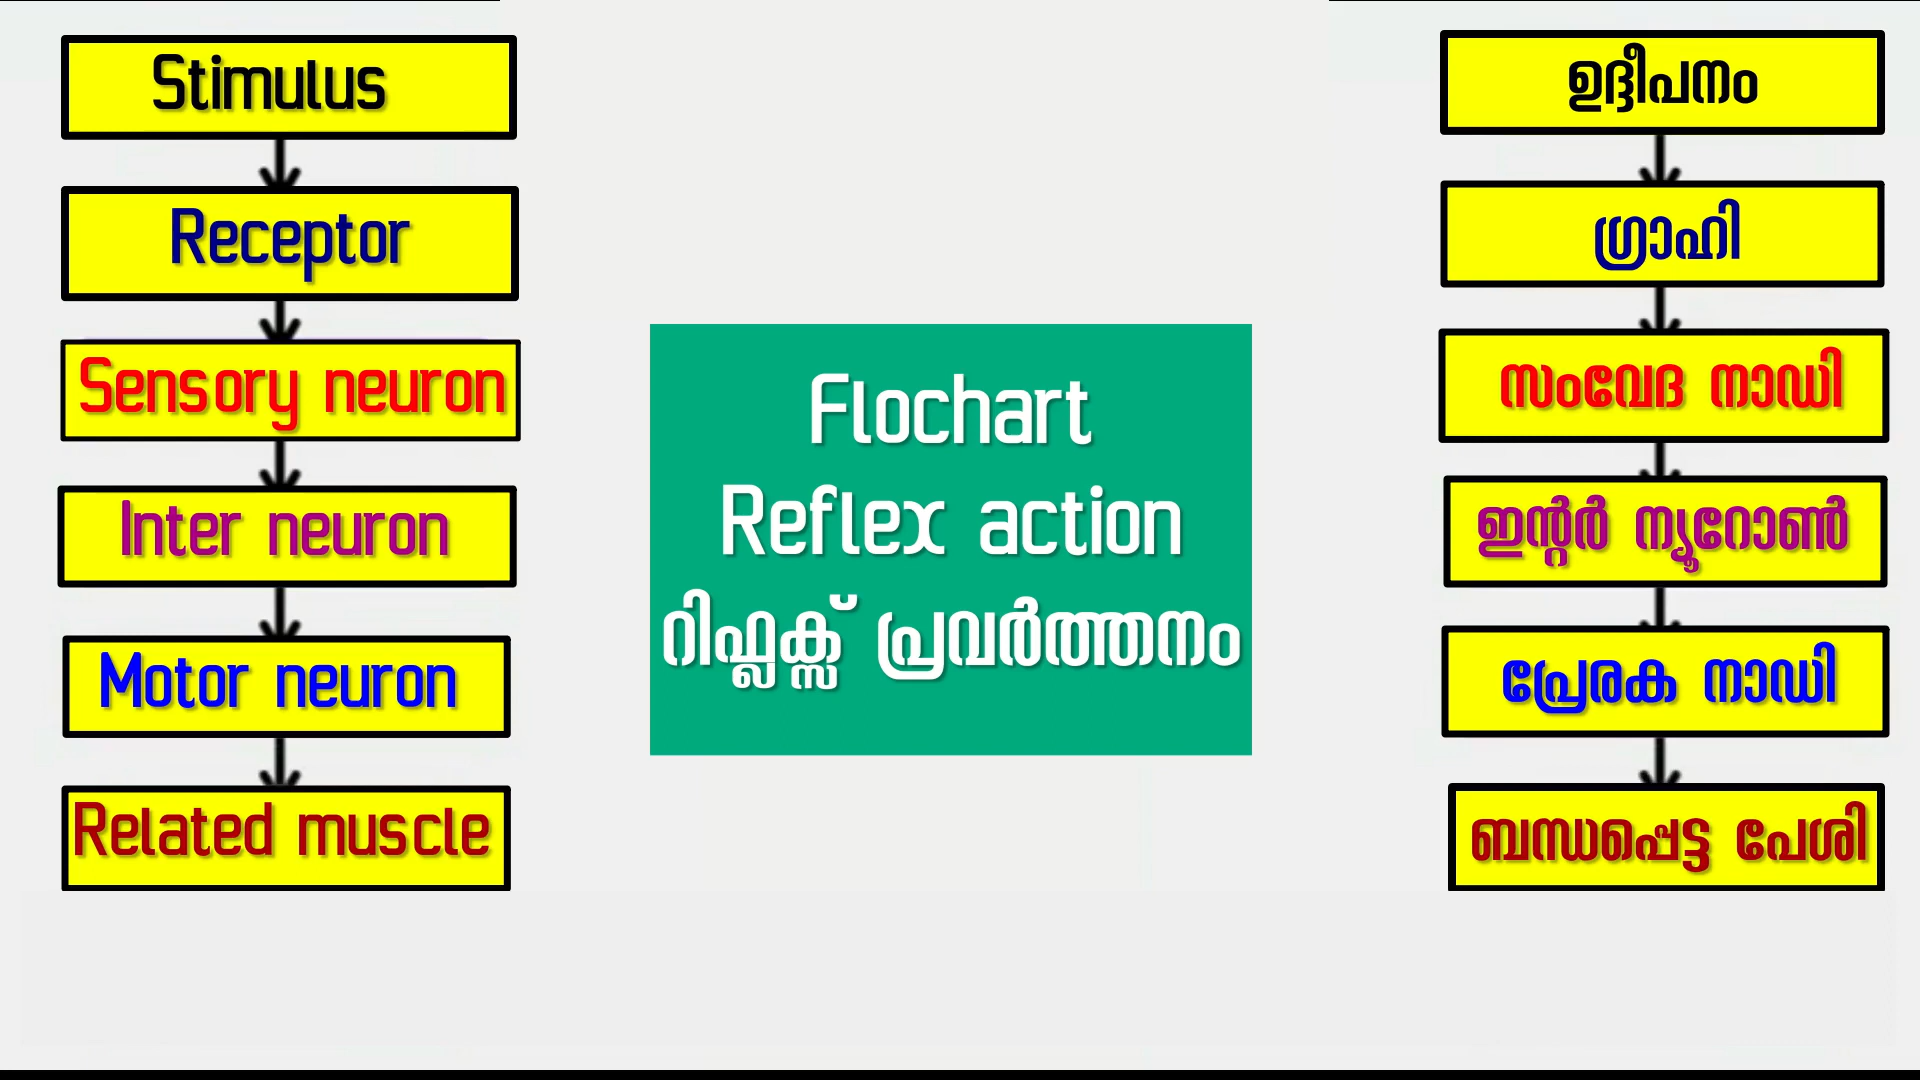 Stimulus
Receptor
Sensory neuron
Inter neuron
Motor neuron
Related muscle
Flochart
Reflex action
റിഫ്ലക്സ് പ്രവർത്തനം
ഉദ്ദീപനം
ഗ്രാഹി
സംവേദ നാഡി
ഇന്റർ ന്യൂറോൺ
പ്രേരക നാഡി
ബന്ധപ്പെട്ട പേശി